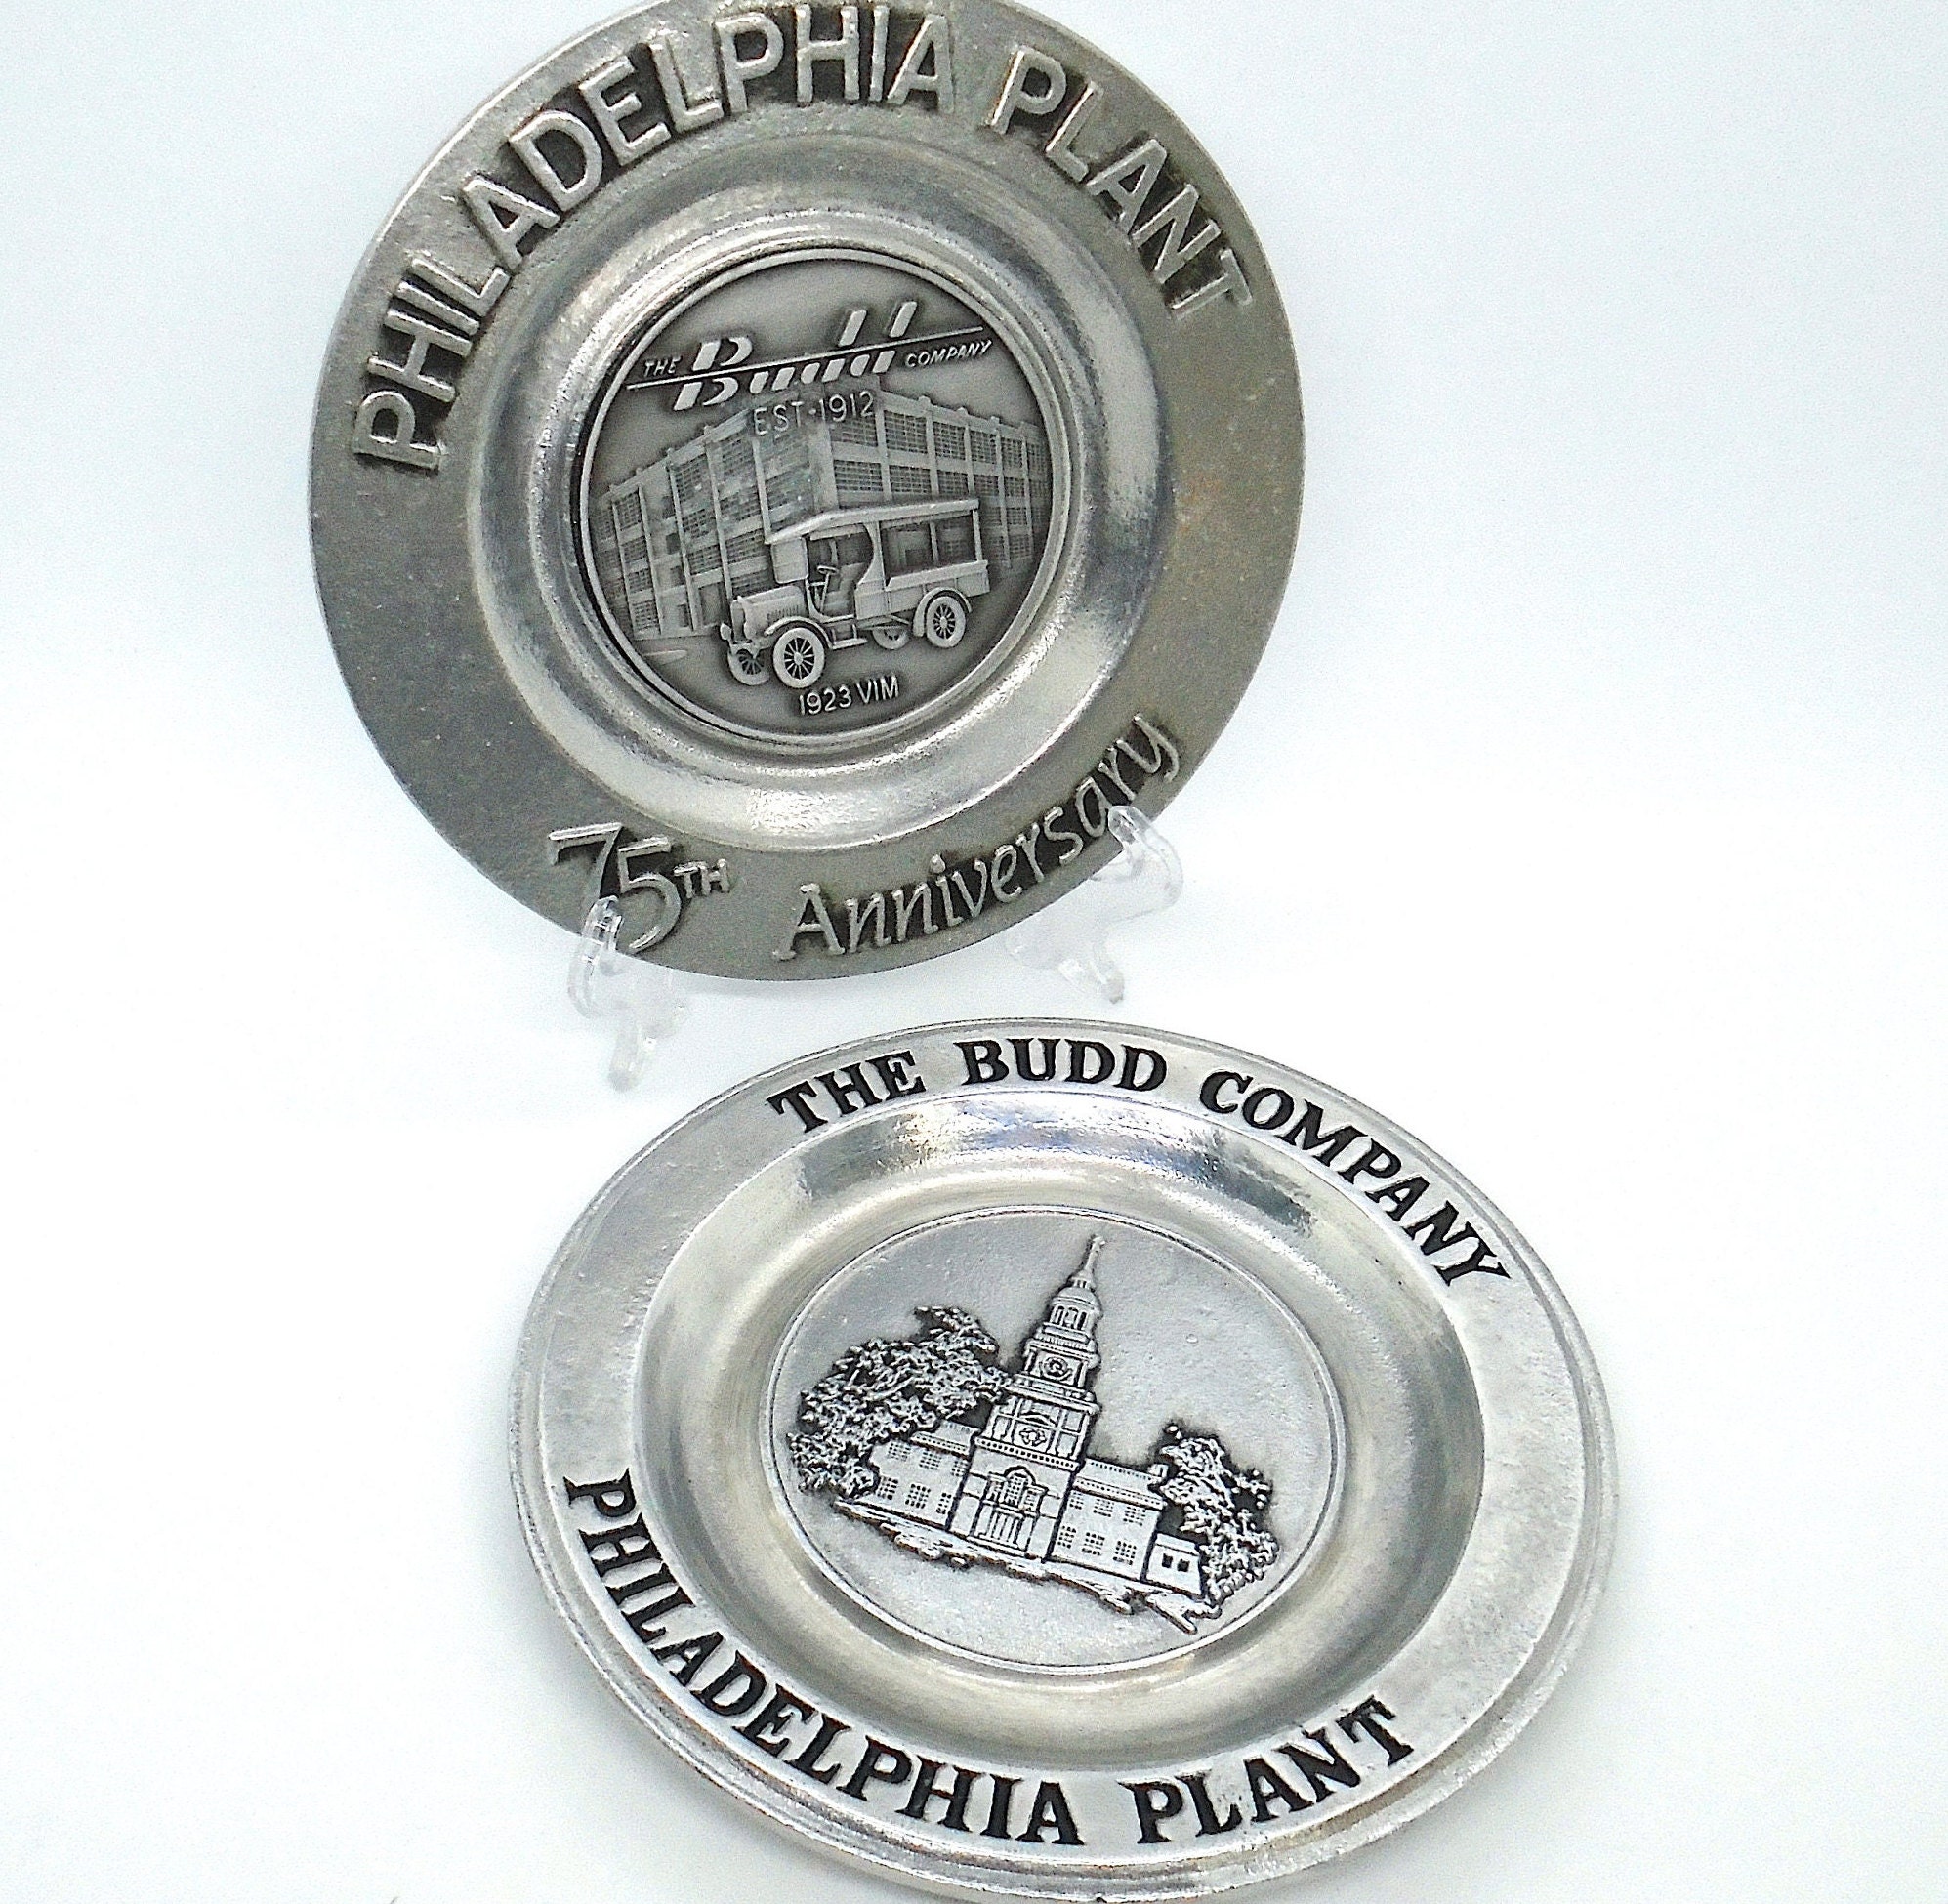 PHILADELPHIA PLANT
THE Budd COMPANY
EST·1912
1923 VIM
75TH Anniversary
THE BUDD COMPANY
PHILADELPHIA PLANT